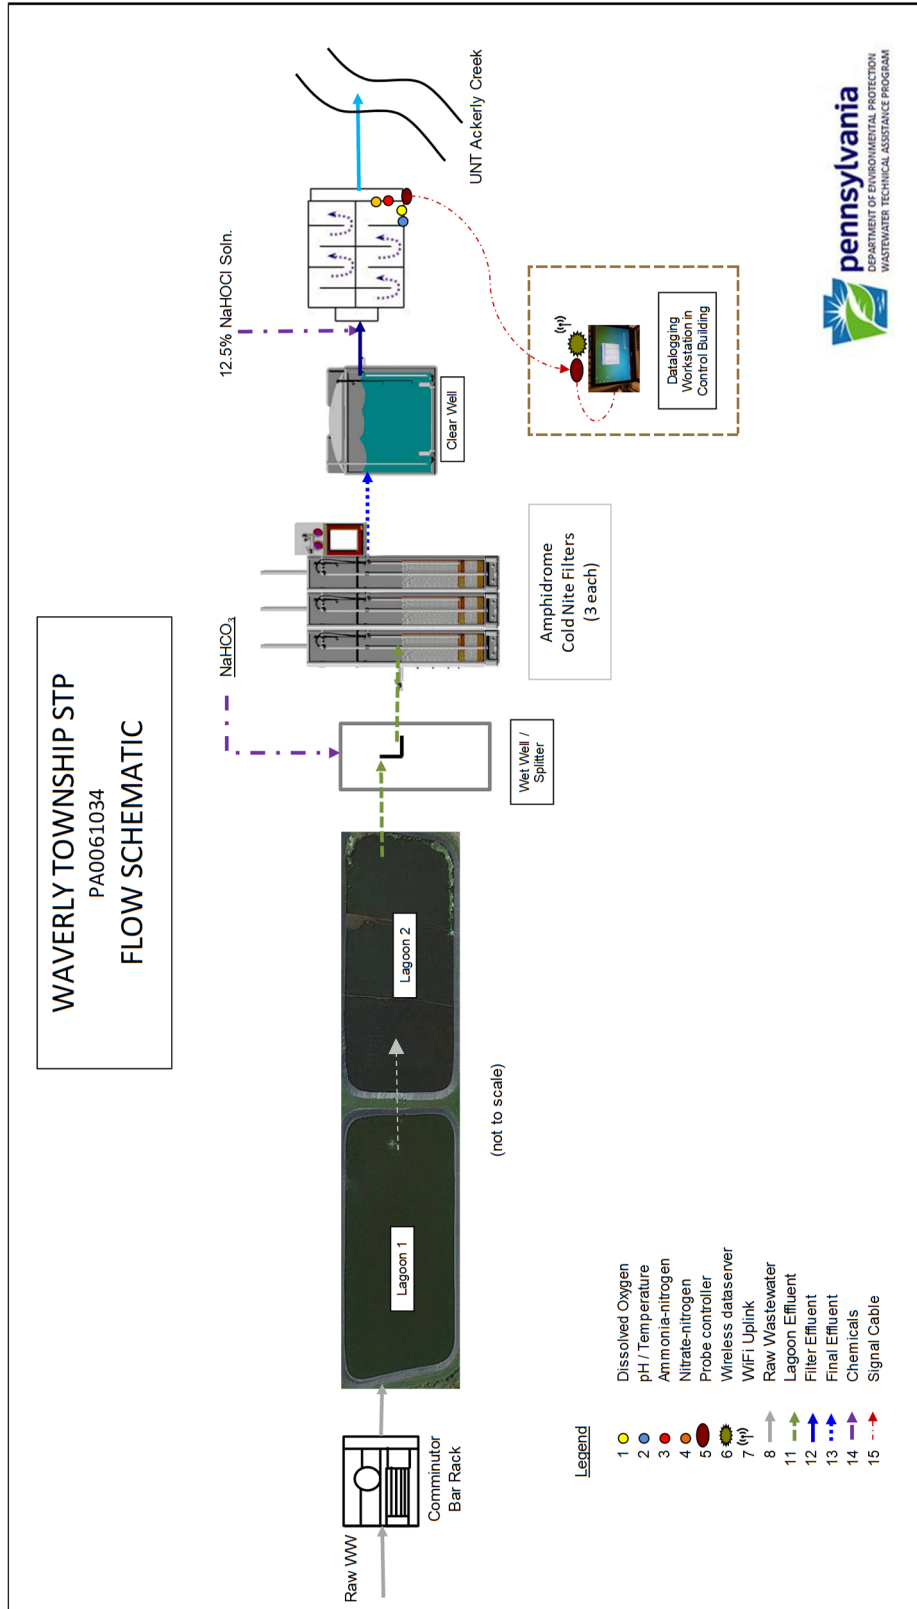 WAVERLY TOWNSHIP STP
PA0061034
FLOW SCHEMATIC
Raw WW
Comminutor
Bar Rack
Lagoon 1
Lagoon 2
(not to scale)
NaHCO₃
Wet Well /
Splitter
Amphidrome
Cold Nite Filters
(3 each)
Clear Well
12.5% NaHOCl Soln.
UNT Ackerly Creek
Datalogging
Workstation in
Control Building
Legend
1 Dissolved Oxygen
2 pH / Temperature
3 Ammonia-nitrogen
4 Nitrate-nitrogen
5 Probe controller
6 Wireless dataserver
7 WiFi Uplink
8 Raw Wastewater
11 Lagoon Effluent
12 Filter Effluent
13 Final Effluent
14 Chemicals
15 Signal Cable
pennsylvania
DEPARTMENT OF ENVIRONMENTAL PROTECTION
WASTEWATER TECHNICAL ASSISTANCE PROGRAM